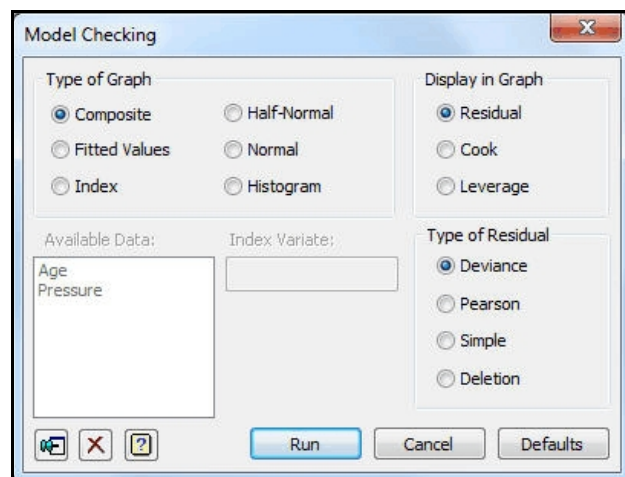 Model Checking
Type of Graph
Composite
Half-Normal
Fitted Values
Normal
Index
Histogram
Display in Graph
Residual
Cook
Leverage
Available Data:
Age
Pressure
Index Variate:
Type of Residual
Deviance
Pearson
Simple
Deletion
Run
Cancel
Defaults